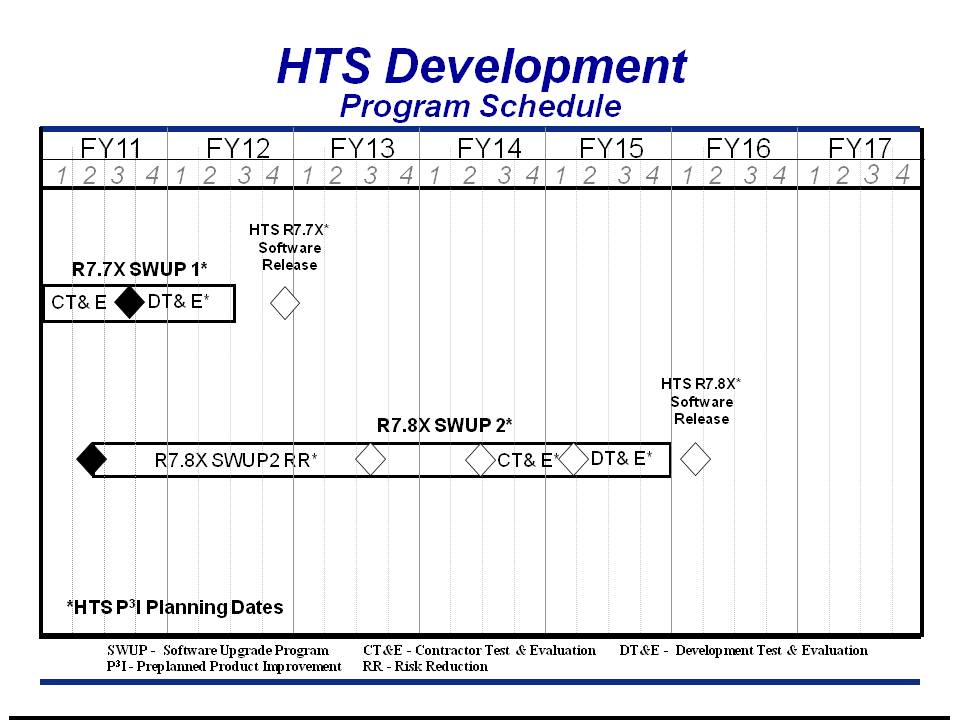 HTS Development
Program Schedule
FY11 FY12 FY13 FY14 FY15 FY16 FY17
1 2 3 4 1 2 3 4 1 2 3 4 1 2 3 4 1 2 3 4 1 2 3 4 1 2 3 4
HTS R7.7X*
Software
Release
R7.7X SWUP 1*
CT& E DT& E*
HTS R7.8X*
Software
Release
R7.8X SWUP 2*
R7.8X SWUP2 RR* CT& E* DT& E*
*HTS P³I Planning Dates
SWUP - Software Upgrade Program CT&E - Contractor Test & Evaluation DT&E - Development Test & Evaluation
P³I - Preplanned Product Improvement RR - Risk Reduction